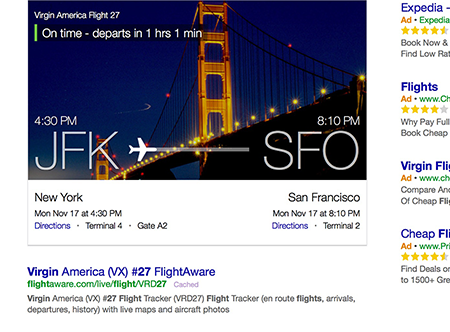 Virgin America Flight 27
On time - departs in 1 hrs 1 min
4:30 PM
8:10 PM
JFK
SFO
New York
San Francisco
Mon Nov 17 at 4:30 PM
Mon Nov 17 at 8:10 PM
Directions • Terminal 4 • Gate A2
Directions • Terminal 2
Virgin America (VX) #27 FlightAware
flightaware.com/live/flight/VRD27 Cached
Virgin America (VX) #27 Flight Tracker (VRD27) Flight Tracker (en route flights, arrivals,
departures, history) with live maps and aircraft photos
Expedia -
Ad • Expedia
Book Now &
Find Low Rat
Flights
Ad • www.Ch
Why Pay Full
Book Cheap
Virgin Fli
Ad • www.ch
Compare And
Of Cheap Flig
Cheap Fli
Ad • www.Pri
Find Deals o
to 1500+ Gre